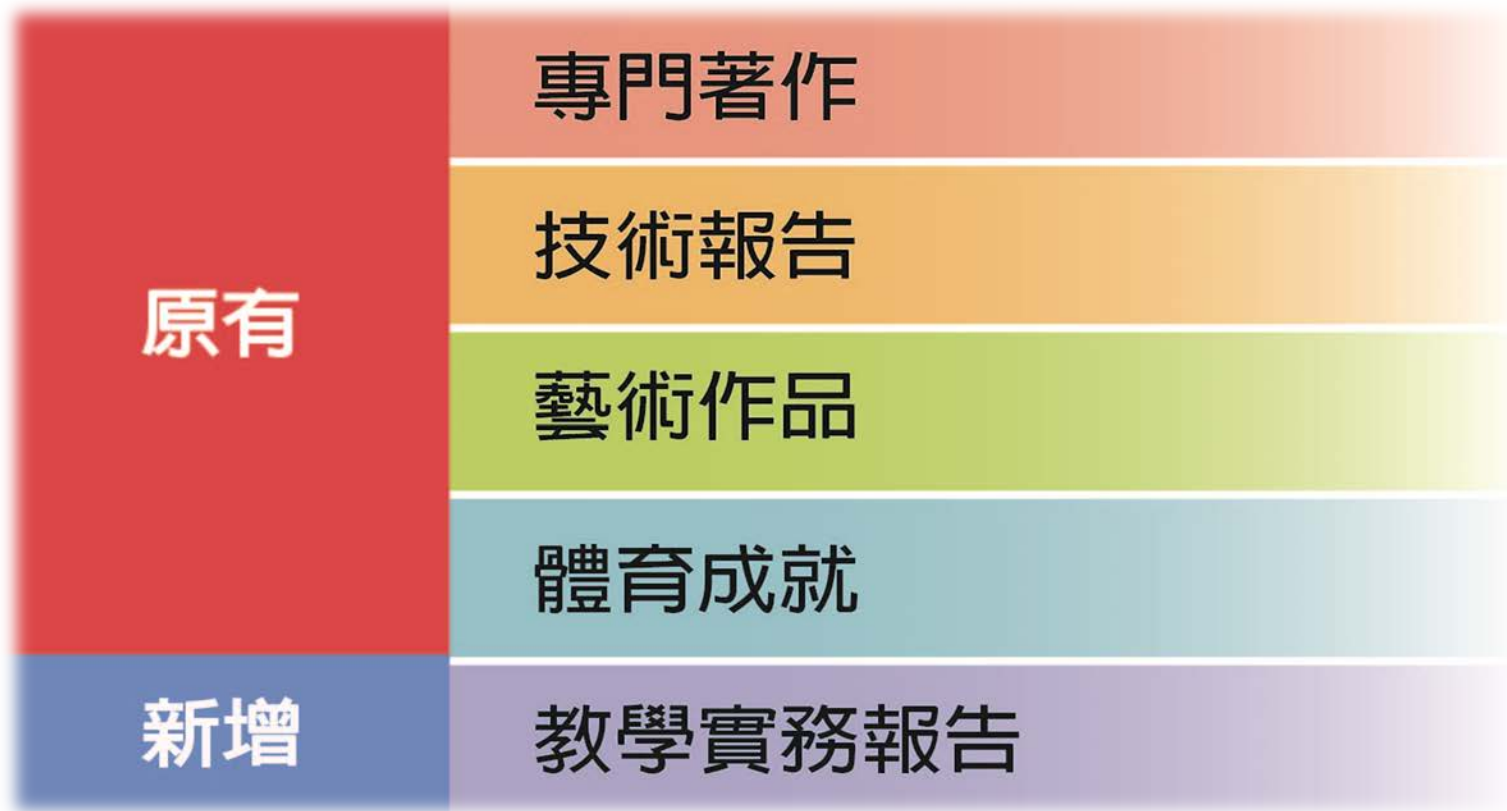 原有
專門著作
技術報告
藝術作品
體育成就
新增
教學實務報告